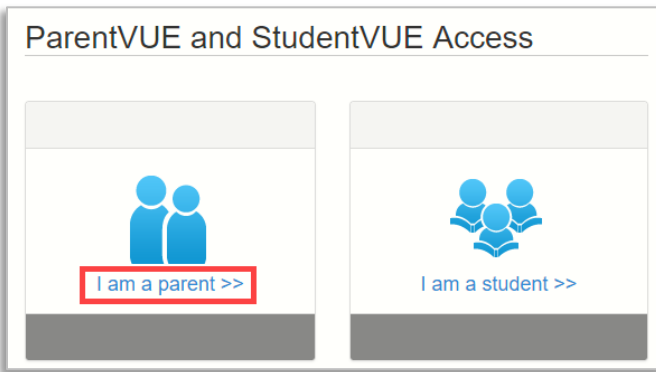 ParentVUE and StudentVUE Access
I am a parent >>
I am a student >>